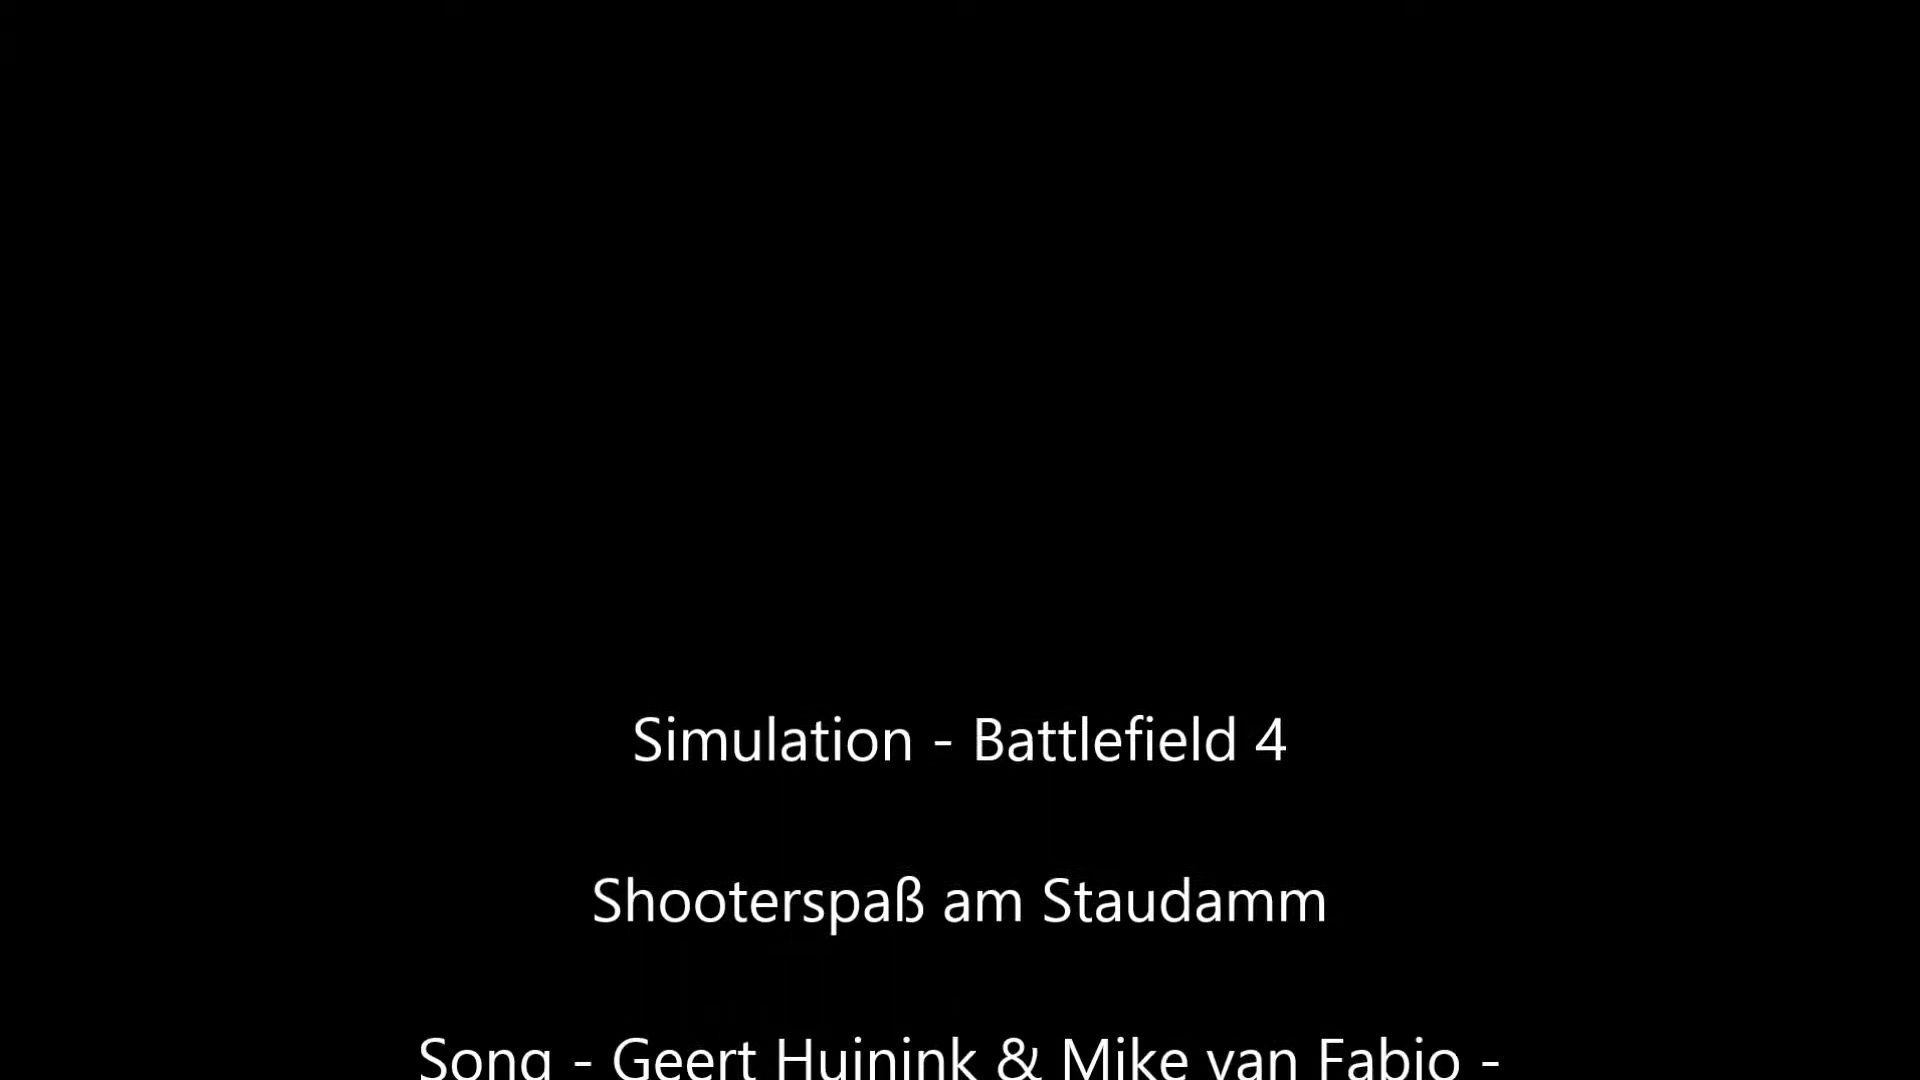 Simulation - Battlefield 4
Shooterspaß am Staudamm
Song - Geert Huinink & Mike van Fabio -